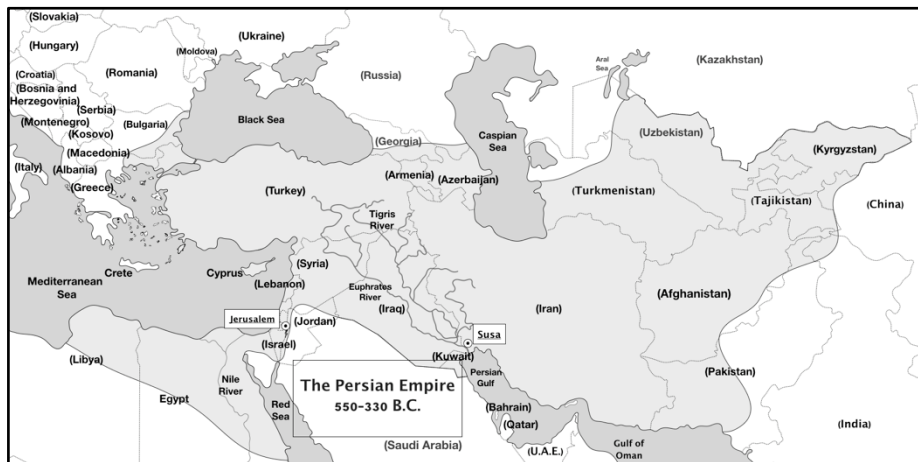 (Slovakia)
(Hungary)
(Croatia)
(Bosnia and
Herzegovinia)
(Montenegro)
(Serbia)
(Kosovo)
(Macedonia)
(Albania)
(Italy)
(Greece)
(Romania)
(Moldova)
(Ukraine)
(Bulgaria)
Black Sea
(Russia)
(Georgia)
(Armenia)
(Azerbaijan)
Caspian
Sea
Aral
Sea
(Kazakhstan)
(Uzbekistan)
(Kyrgyzstan)
(Turkmenistan)
(Tajikistan)
(China)
(Turkey)
Tigris
River
Mediterranean
Sea
Crete
Cyprus
(Syria)
(Lebanon)
Euphrates
River
(Iraq)
(Iran)
(Afghanistan)
Jerusalem
(Jordan)
(Israel)
Susa
(Kuwait)
(Libya)
Egypt
Nile
River
Red
Sea
The Persian Empire
550-330 B.C.
(Saudi Arabia)
Persian
Gulf
(Bahrain)
(Qatar)
(U.A.E.)
Gulf of
Oman
(Pakistan)
(India)